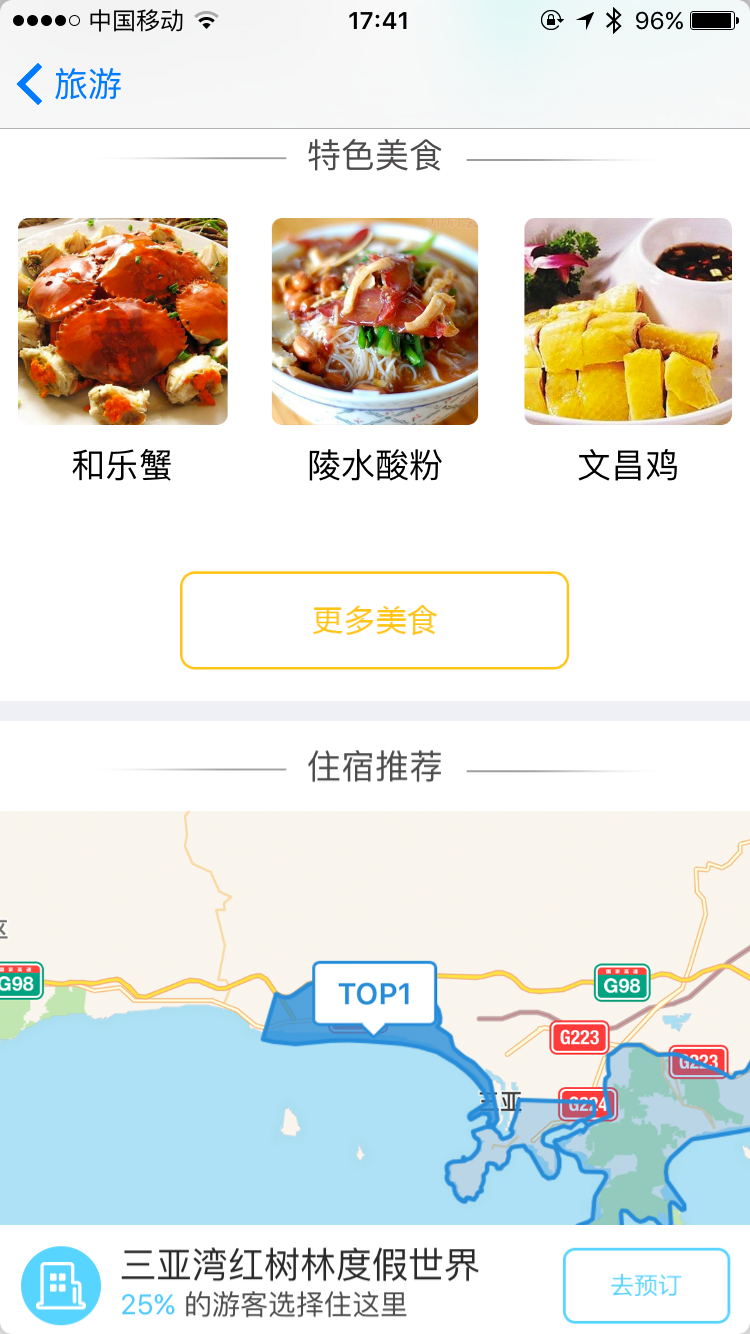 中国移动 17:41 96%
旅游
特色美食
和乐蟹 陵水酸粉 文昌鸡
更多美食
住宿推荐
区
G98
TOP1
G98
G223
G223
三亚
G224
三亚湾红树林度假世界
25% 的游客选择住这里
去预订